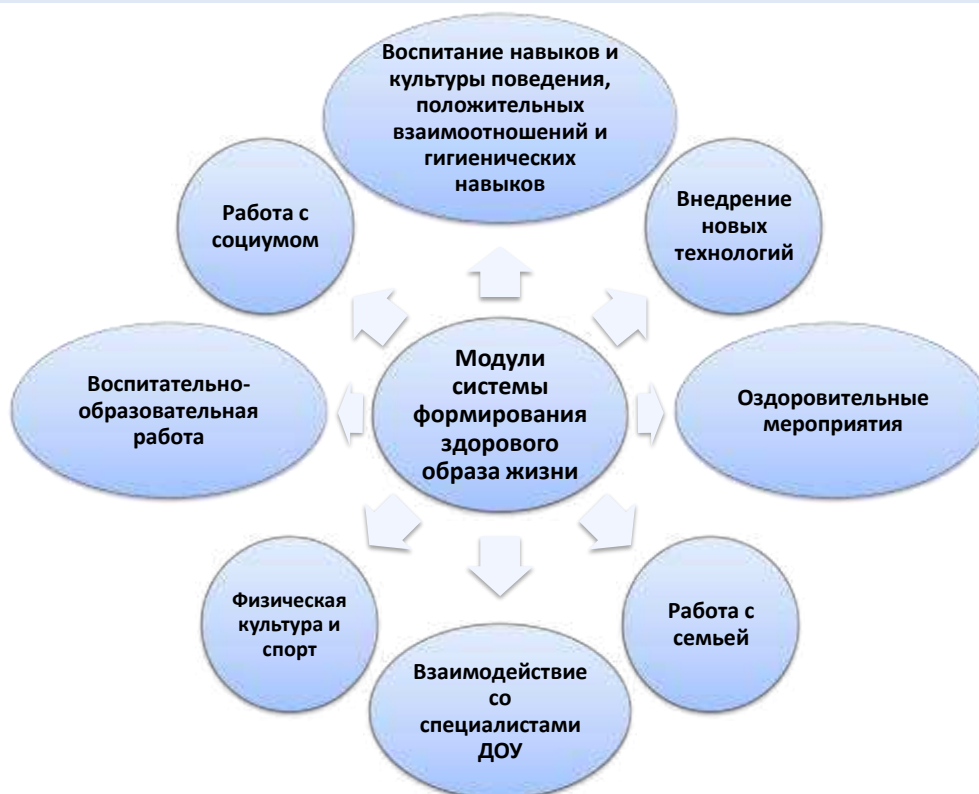 Воспитание навыков и
культуры поведения,
положительных
взаимоотношений и
гигиенических
навыков
Работа с
социумом
Внедрение
новых
технологий
Воспитательно-
образовательная
работа
Модули
системы
формирования
здорового
образа жизни
Оздоровительные
мероприятия
Физическая
культура и
спорт
Взаимодействие
со
специалистами
ДОУ
Работа с
семьей